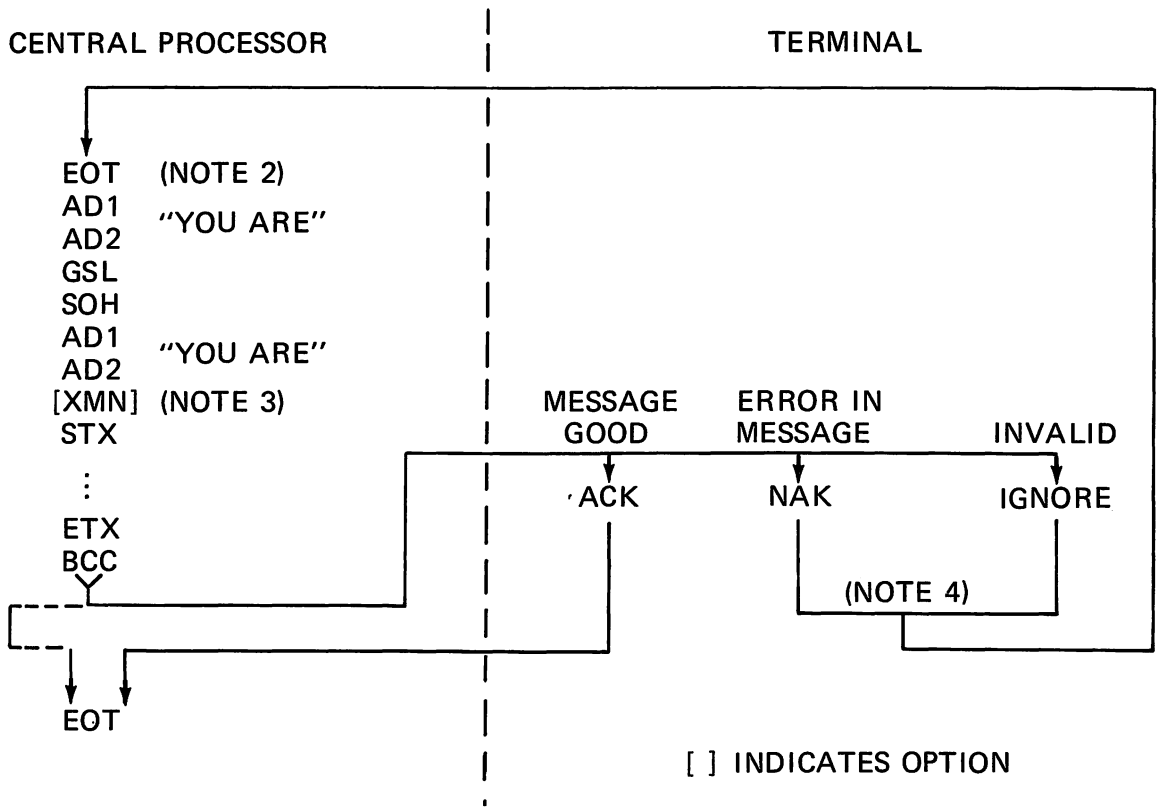 CENTRAL PROCESSOR
TERMINAL
EOT (NOTE 2)
AD1
"YOU ARE"
AD2
GSL
SOH
AD1
"YOU ARE"
AD2
[XMN] (NOTE 3)
STX
⋮
ETX
BCC
MESSAGE
GOOD
ERROR IN
MESSAGE
INVALID
ACK
NAK
IGNORE
(NOTE 4)
EOT
[ ] INDICATES OPTION